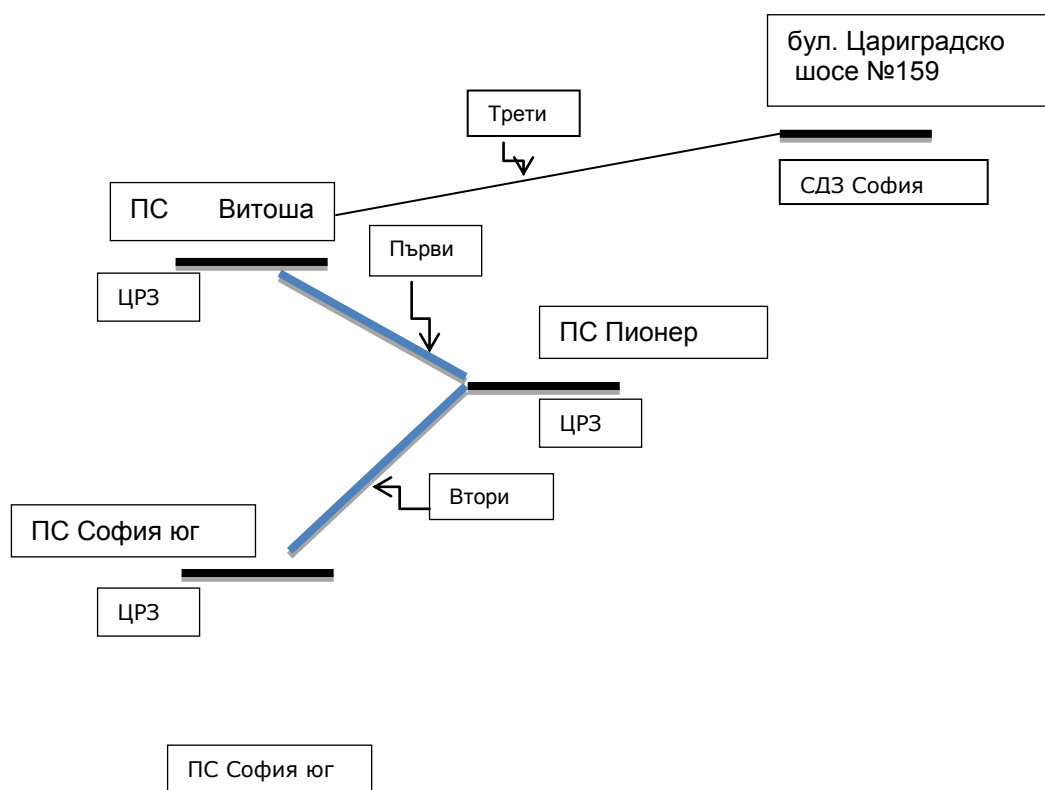 бул. Цариградско
шосе №159
Трети
СДЗ София
ПС Витоша
Първи
ЦРЗ
ПС Пионер
ЦРЗ
Втори
ПС София юг
ЦРЗ
ПС София юг